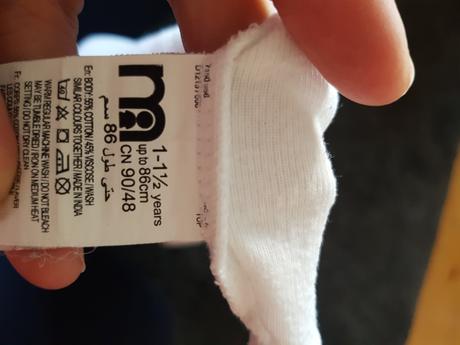 1-1½ years
up to 86cm
CN 90/48
حتى طول 86 سم
En: BODY: 55% COTTON / 45% VISCOSE / WASH
SIMILAR COLOURS TOGETHER / MADE IN INDIA
WARM REGULAR MACHINE WASH / DO NOT BLEACH
MAY BE TUMBLE DRIED / IRON ON MEDIUM HEAT
SETTING / DO NOT DRY CLEAN